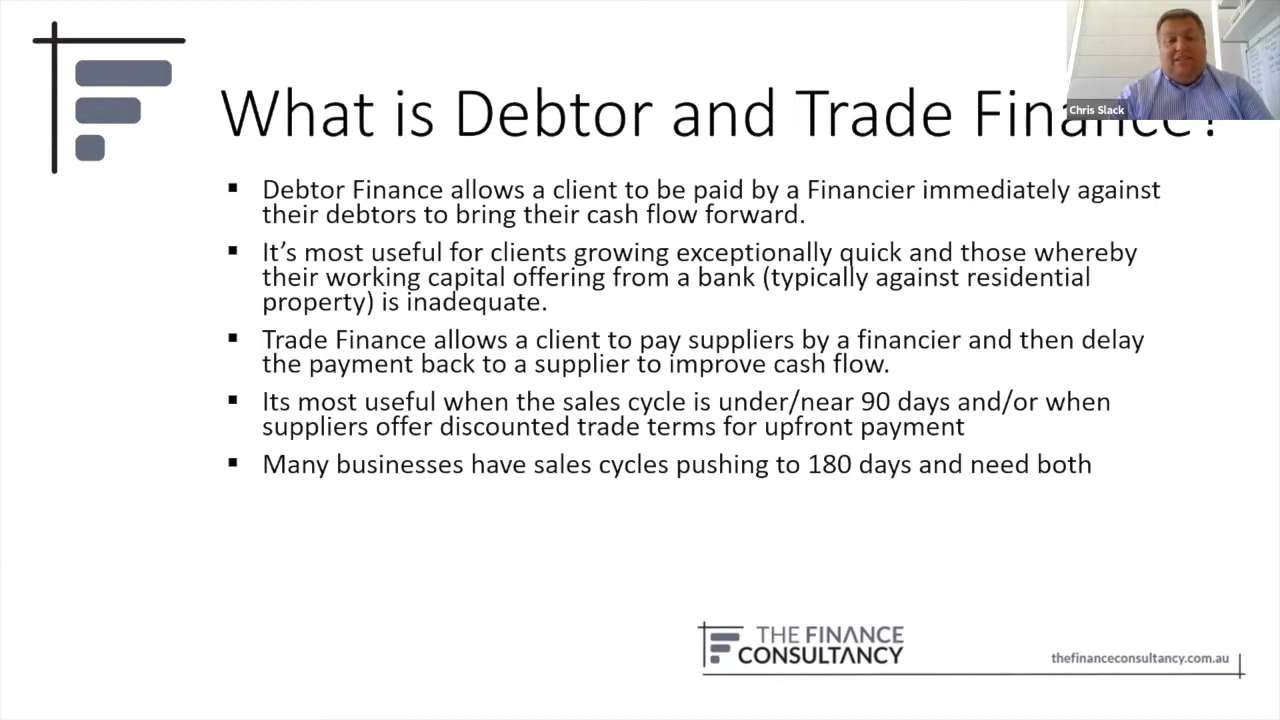 What is Debtor and Trade Finance?
Chris Slack
▪ Debtor Finance allows a client to be paid by a Financier immediately against
their debtors to bring their cash flow forward.
▪ It’s most useful for clients growing exceptionally quick and those whereby
their working capital offering from a bank (typically against residential
property) is inadequate.
▪ Trade Finance allows a client to pay suppliers by a financier and then delay
the payment back to a supplier to improve cash flow.
▪ Its most useful when the sales cycle is under/near 90 days and/or when
suppliers offer discounted trade terms for upfront payment
▪ Many businesses have sales cycles pushing to 180 days and need both
THE FINANCE
CONSULTANCY
thefinanceconsultancy.com.au